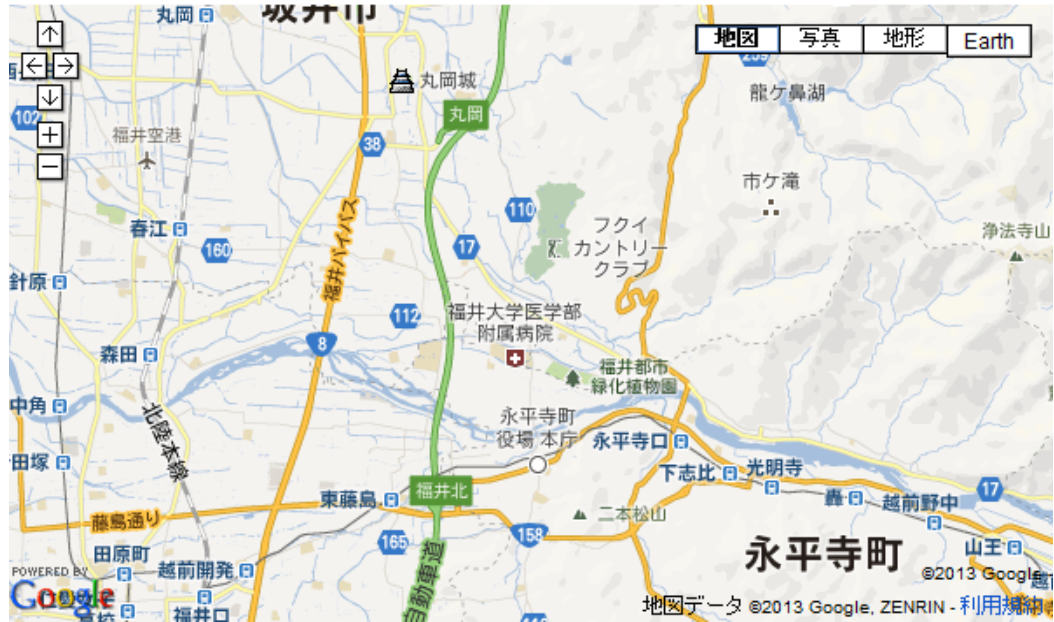 坂井市
丸岡
地図
写真
地形
Earth
丸岡城
龍ケ鼻湖
丸岡
102
福井空港
38
市ケ滝
110
フクイ
カントリー
クラブ
春江
160
17
浄法寺山
福井バイパス
針原
112
福井大学医学部
附属病院
8
森田
福井都市
緑化植物園
中角
北陸本線
永平寺町
役場 本庁
永平寺口
下志比
光明寺
福井北
東藤島
轟
越前野中
17
藤島通り
二本松山
158
165
田原町
越前開発
自動車道
永平寺町
山王
POWERED BY
Google
福井口
©2013 Google
地図データ ©2013 Google, ZENRIN - 利用規約